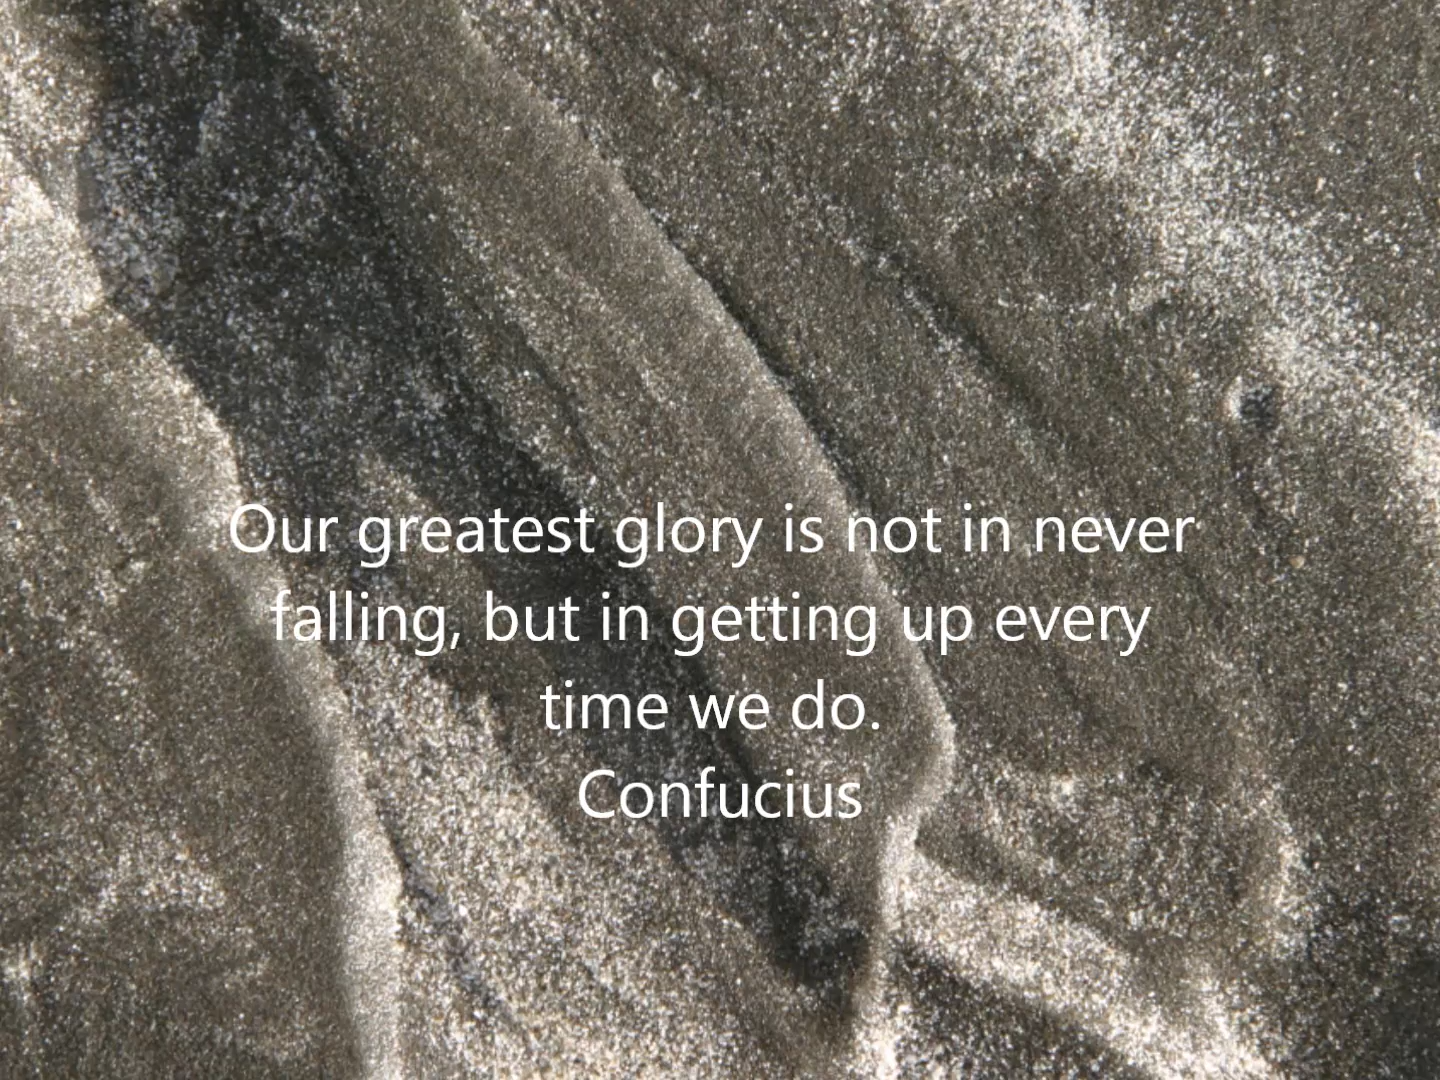 Our greatest glory is not in never
falling, but in getting up every
time we do.
Confucius